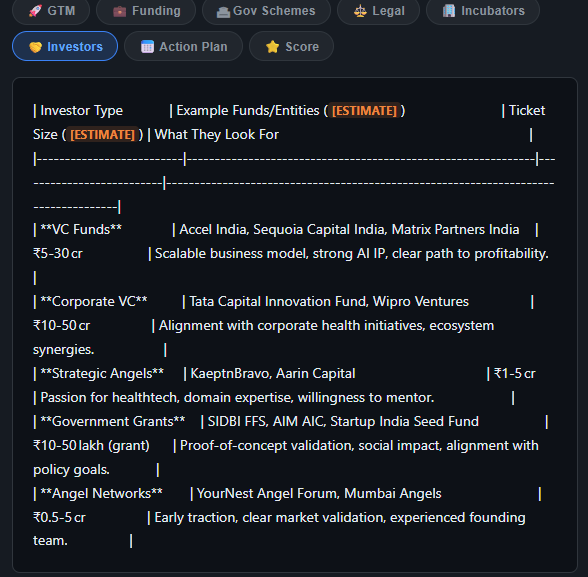 🚀 GTM 💼 Funding 🏛 Gov Schemes ⚖️ Legal 🏢 Incubators
🤝 Investors 📅 Action Plan ⭐ Score
| Investor Type | Example Funds/Entities ( [ESTIMATE] ) | Ticket
Size ( [ESTIMATE] ) | What They Look For |
|--------------------------|--------------------------------------------------------------|---
-----------------------|---------------------------------------------------------------------
---------------|
| **VC Funds** | Accel India, Sequoia Capital India, Matrix Partners India |
₹5-30 cr | Scalable business model, strong AI IP, clear path to profitability.
|
| **Corporate VC** | Tata Capital Innovation Fund, Wipro Ventures |
₹10-50 cr | Alignment with corporate health initiatives, ecosystem
synergies. |
| **Strategic Angels** | KaeptnBravo, Aarin Capital | ₹1-5 cr
| Passion for healthtech, domain expertise, willingness to mentor. |
| **Government Grants** | SIDBI FFS, AIM AIC, Startup India Seed Fund |
₹10-50 lakh (grant) | Proof-of-concept validation, social impact, alignment with
policy goals. |
| **Angel Networks** | YourNest Angel Forum, Mumbai Angels |
₹0.5-5 cr | Early traction, clear market validation, experienced founding
team. |